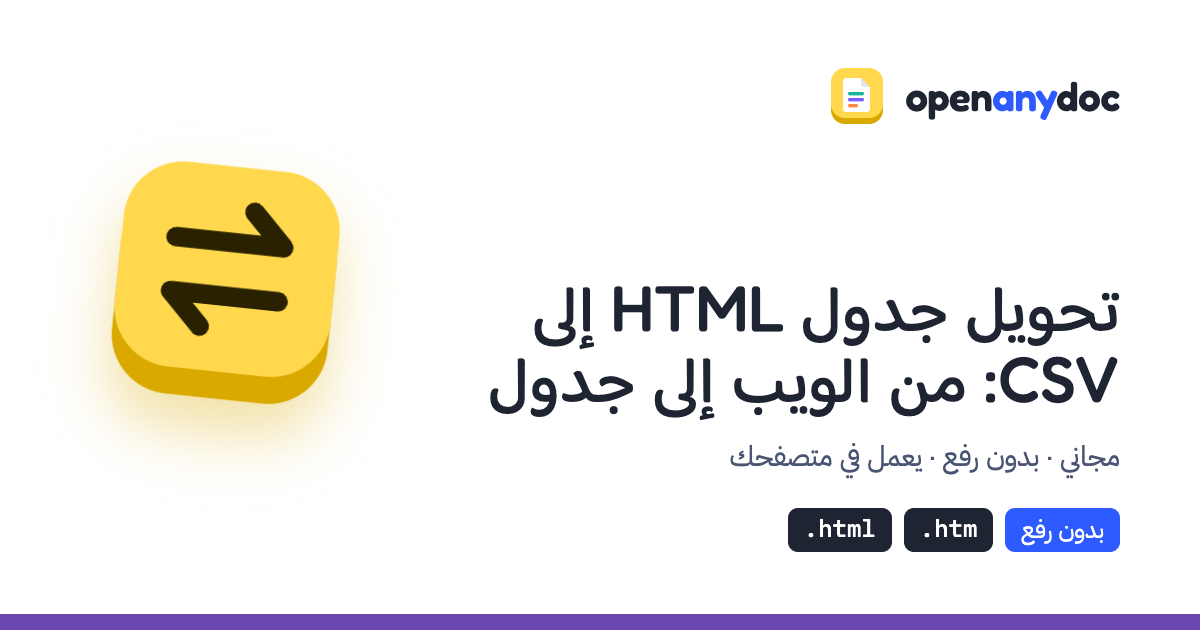 openanydoc
تحويل جدول HTML إلى
CSV: من الويب إلى جدول
مجاني · بدون رفع · يعمل في متصفحك
بدون رفع .htm .html